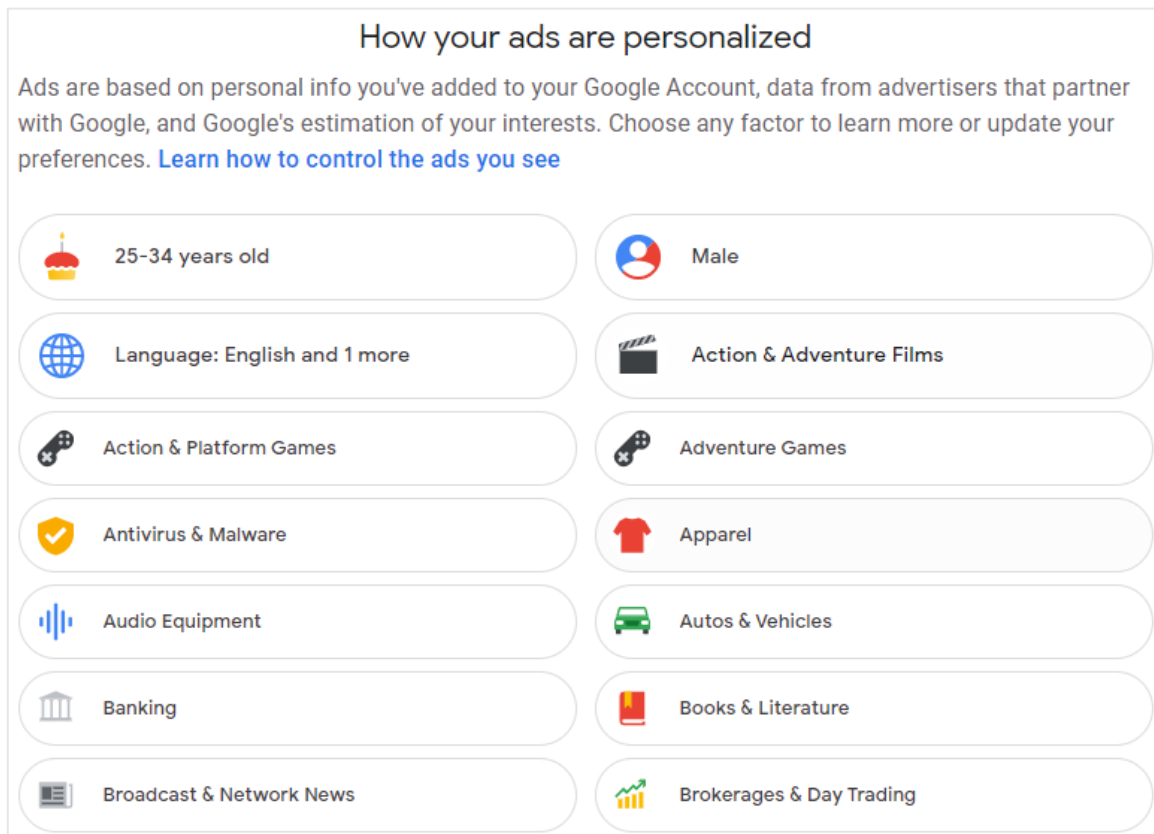 How your ads are personalized
Ads are based on personal info you've added to your Google Account, data from advertisers that partner
with Google, and Google's estimation of your interests. Choose any factor to learn more or update your
preferences. Learn how to control the ads you see
25-34 years old
Male
Language: English and 1 more
Action & Adventure Films
Action & Platform Games
Adventure Games
Antivirus & Malware
Apparel
Audio Equipment
Autos & Vehicles
Banking
Books & Literature
Broadcast & Network News
Brokerages & Day Trading